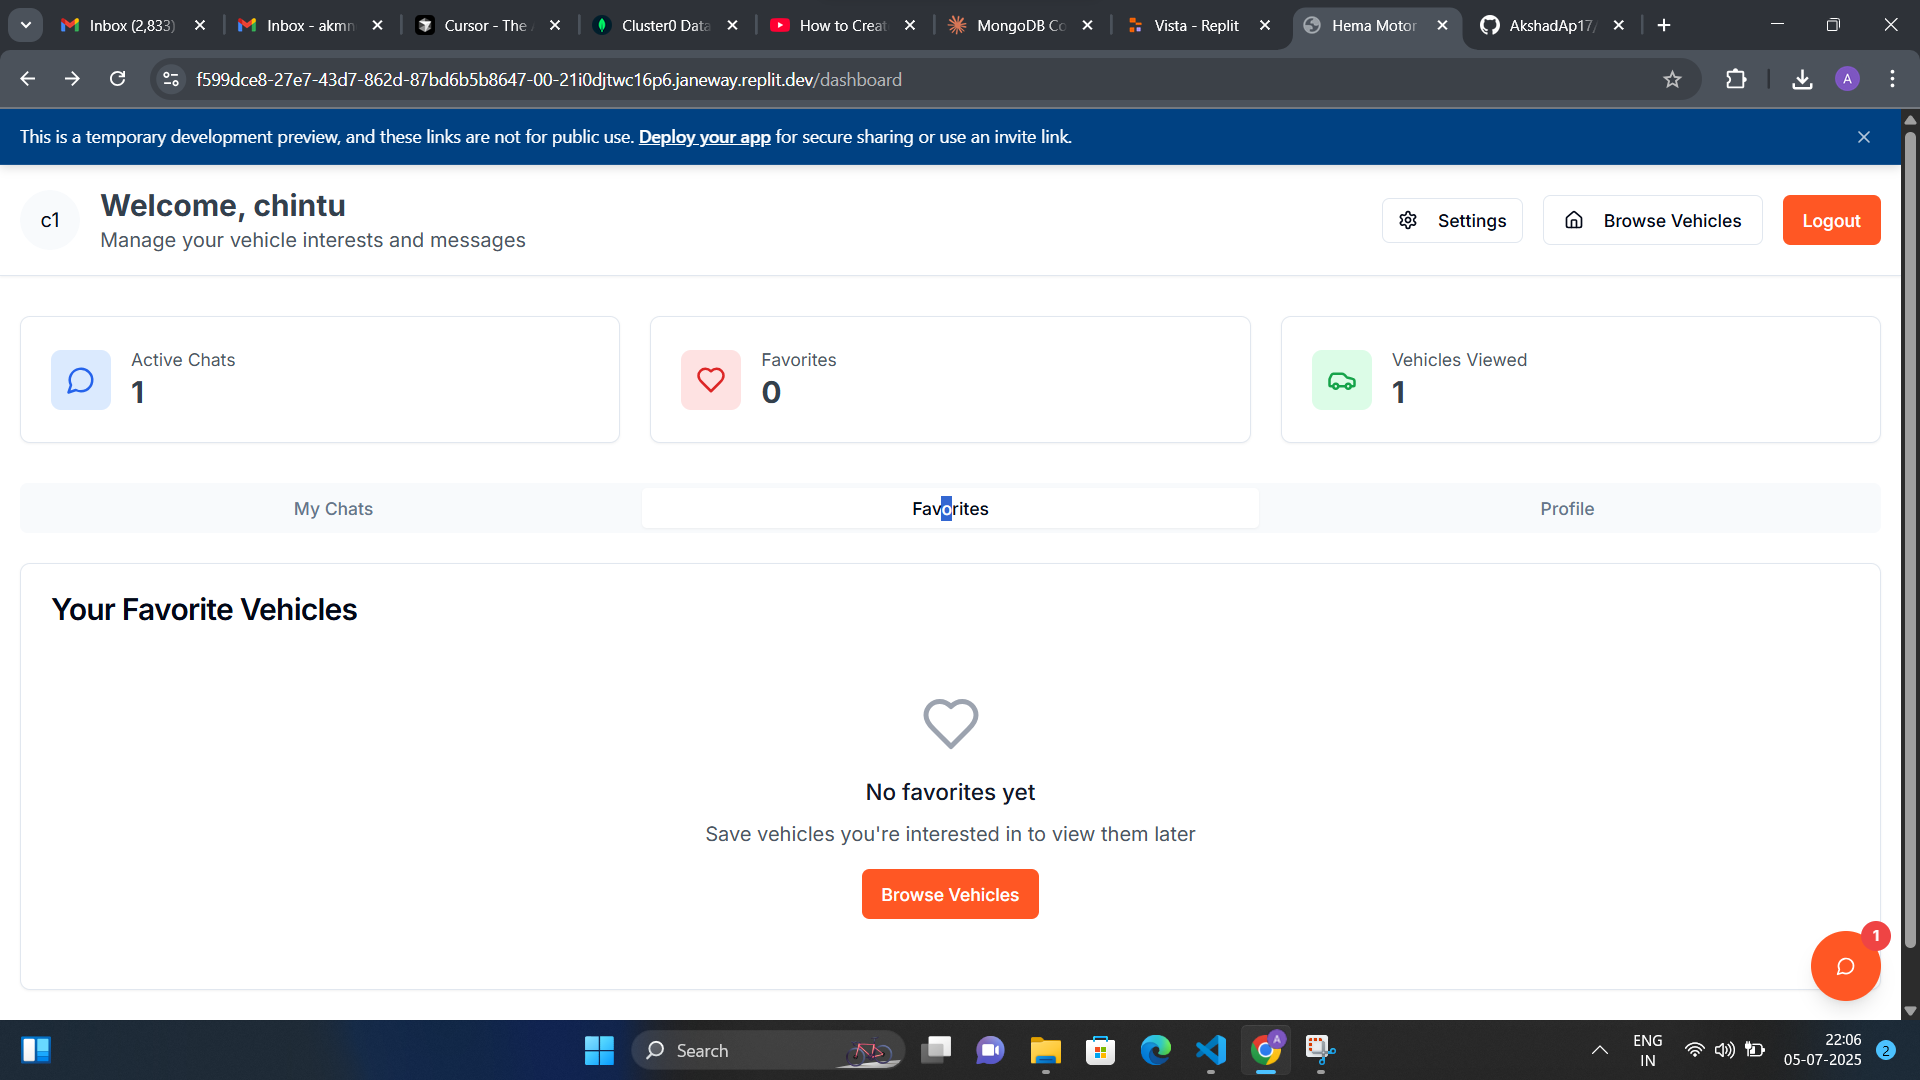 Inbox (2,833)
Inbox - akmn
Cursor - The A
Cluster0 Data
How to Create
MongoDB Co
Vista - Replit
Hema Motor
AkshadAp17/
f599dce8-27e7-43d7-862d-87bd6b5b8647-00-21i0djtwc16p6.janeway.replit.dev/dashboard
A
This is a temporary development preview, and these links are not for public use. Deploy your app for secure sharing or use an invite link.
c1
Welcome, chintu
Manage your vehicle interests and messages
Settings
Browse Vehicles
Logout
Active Chats
1
Favorites
0
Vehicles Viewed
1
My Chats
Favorites
Profile
Your Favorite Vehicles
No favorites yet
Save vehicles you're interested in to view them later
Browse Vehicles
1
Search
A
ENG
IN
22:06
05-07-2025
2